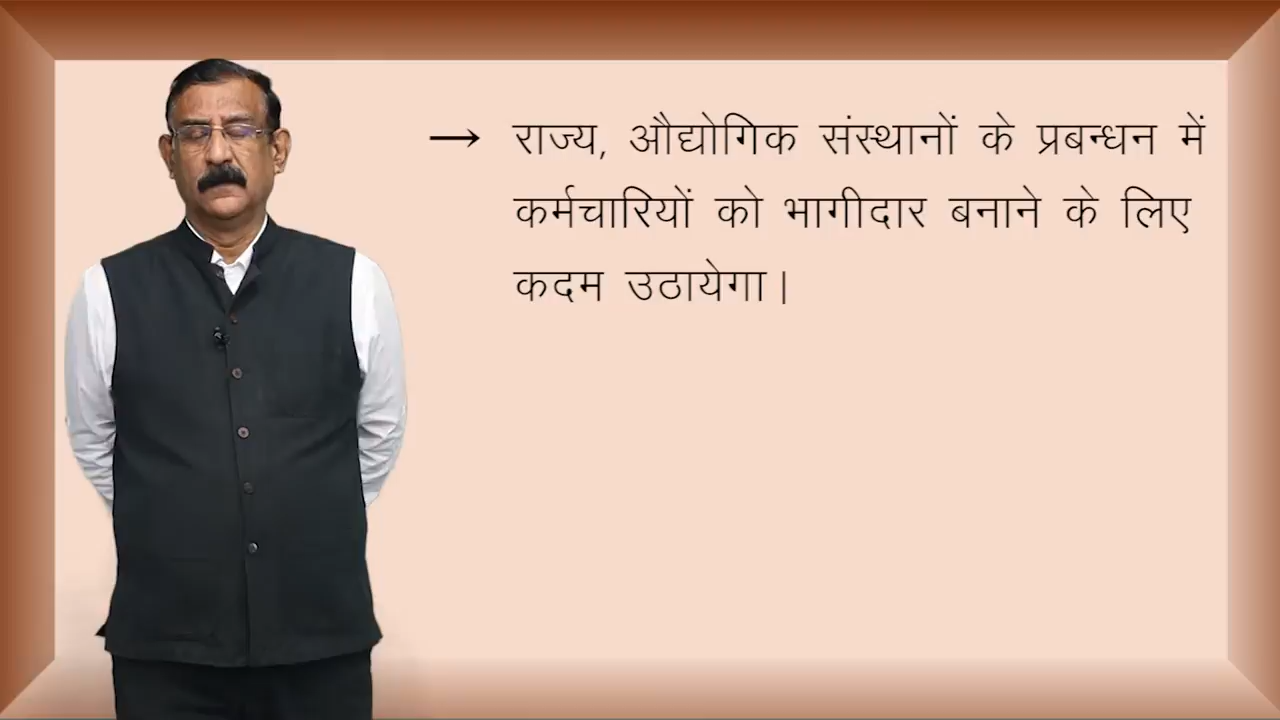 → राज्य, औद्योगिक संस्थानों के प्रबन्धन में
कर्मचारियों को भागीदार बनाने के लिए
कदम उठायेगा।